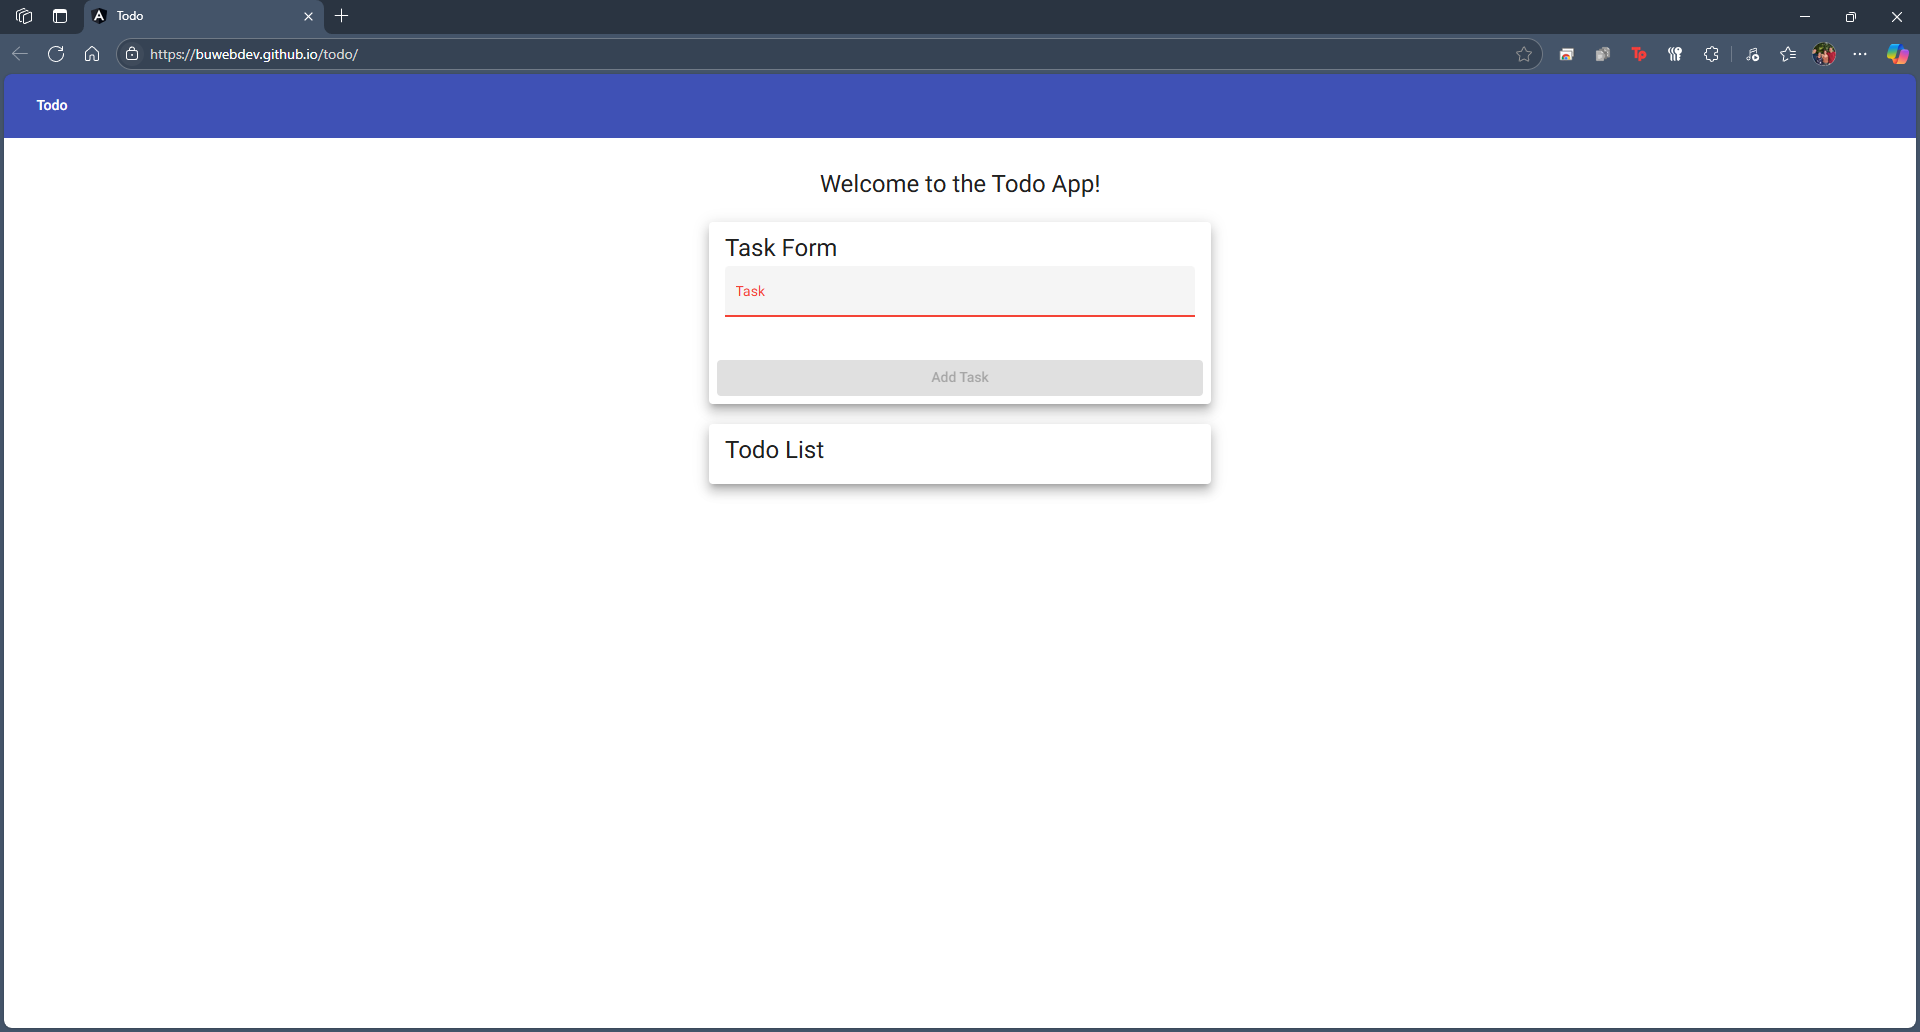 Todo
https://buwebdev.github.io/todo/
Tp
Todo
Welcome to the Todo App!
Task Form
Task
Add Task
Todo List